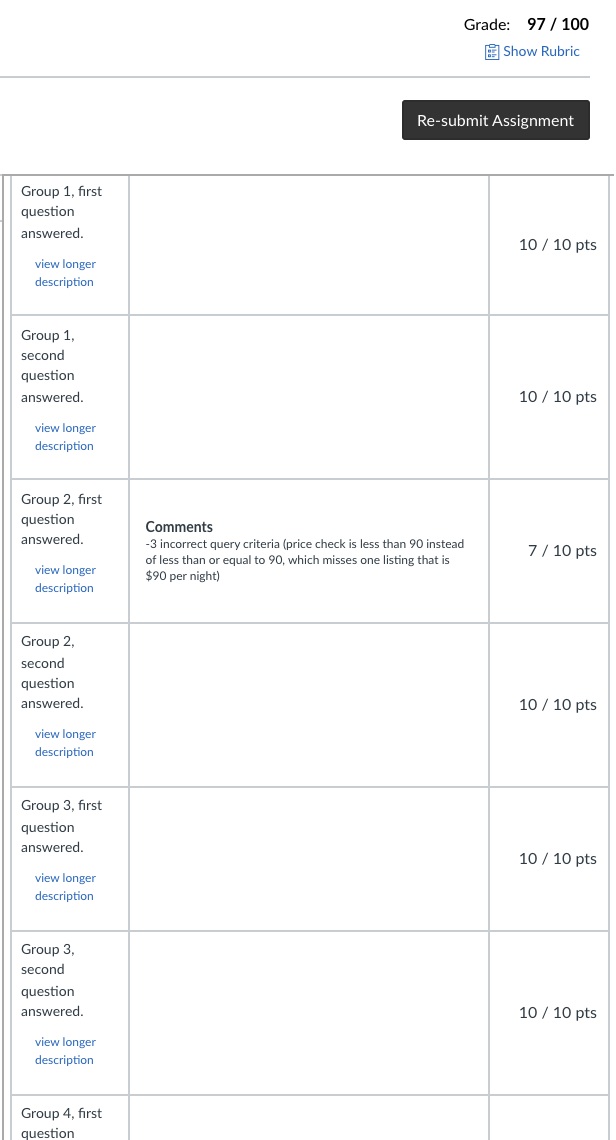 Grade: 97 / 100
Show Rubric
Re-submit Assignment
Group 1, first
question
answered.
view longer
description
10 / 10 pts
Group 1,
second
question
answered.
view longer
description
10 / 10 pts
Group 2, first
question
answered.
view longer
description
Comments
-3 incorrect query criteria (price check is less than 90 instead
of less than or equal to 90, which misses one listing that is
$90 per night)
7 / 10 pts
Group 2,
second
question
answered.
view longer
description
10 / 10 pts
Group 3, first
question
answered.
view longer
description
10 / 10 pts
Group 3,
second
question
answered.
view longer
description
10 / 10 pts
Group 4, first
question